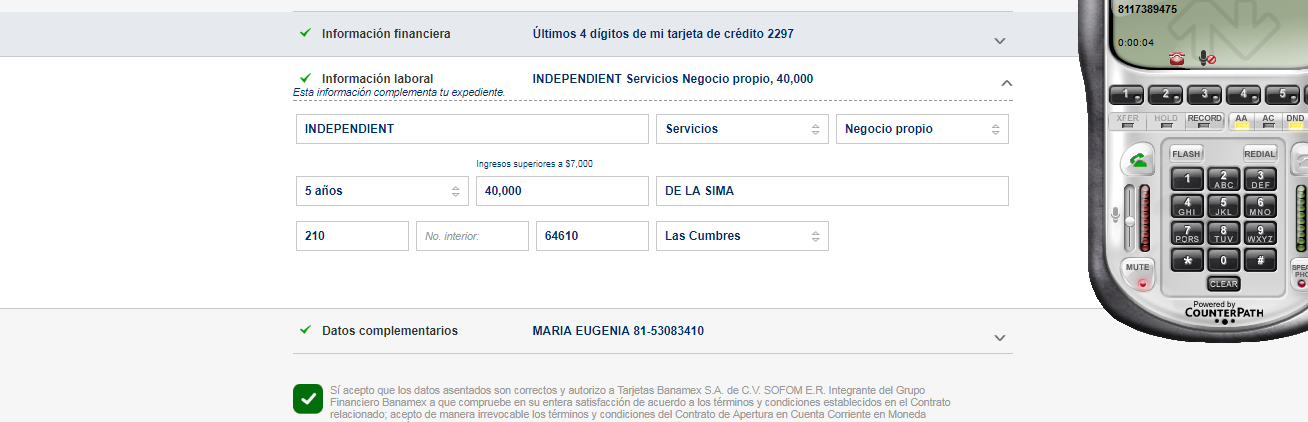 Información financiera Últimos 4 dígitos de mi tarjeta de crédito 2297
Información laboral INDEPENDIENT Servicios Negocio propio, 40,000
Esta información complementa tu expediente.
INDEPENDIENT Servicios Negocio propio
Ingresos superiores a $7,000
5 años 40,000 DE LA SIMA
210 No. interior: 64610 Las Cumbres
Datos complementarios MARIA EUGENIA 81-53083410
Sí acepto que los datos asentados son correctos y autorizo a Tarjetas Banamex S.A. de C.V. SOFOM E.R. Integrante del Grupo
Financiero Banamex a que compruebe en su entera satisfacción de acuerdo a los términos y condiciones establecidos en el Contrato
relacionado; acepto de manera irrevocable los términos y condiciones del Contrato de Apertura en Cuenta Corriente en Moneda
8117389475
0:00:04
1 2 3 4 5
XFER HOLD RECORD AA AC DND
FLASH REDIAL
1 2 ABC 3 DEF
4 GHI 5 JKL 6 MNO
7 PQRS 8 TUV 9 WXYZ
* 0 #
MUTE
CLEAR
Powered by
COUNTERPATH